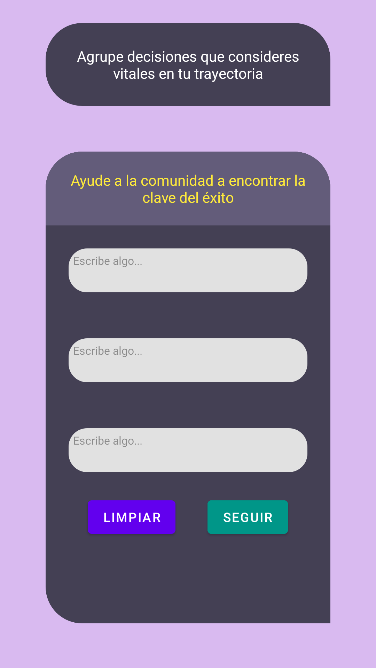 Agrupe decisiones que consideres
vitales en tu trayectoria
Ayude a la comunidad a encontrar la
clave del éxito
Escribe algo...
Escribe algo...
Escribe algo...
LIMPIAR
SEGUIR